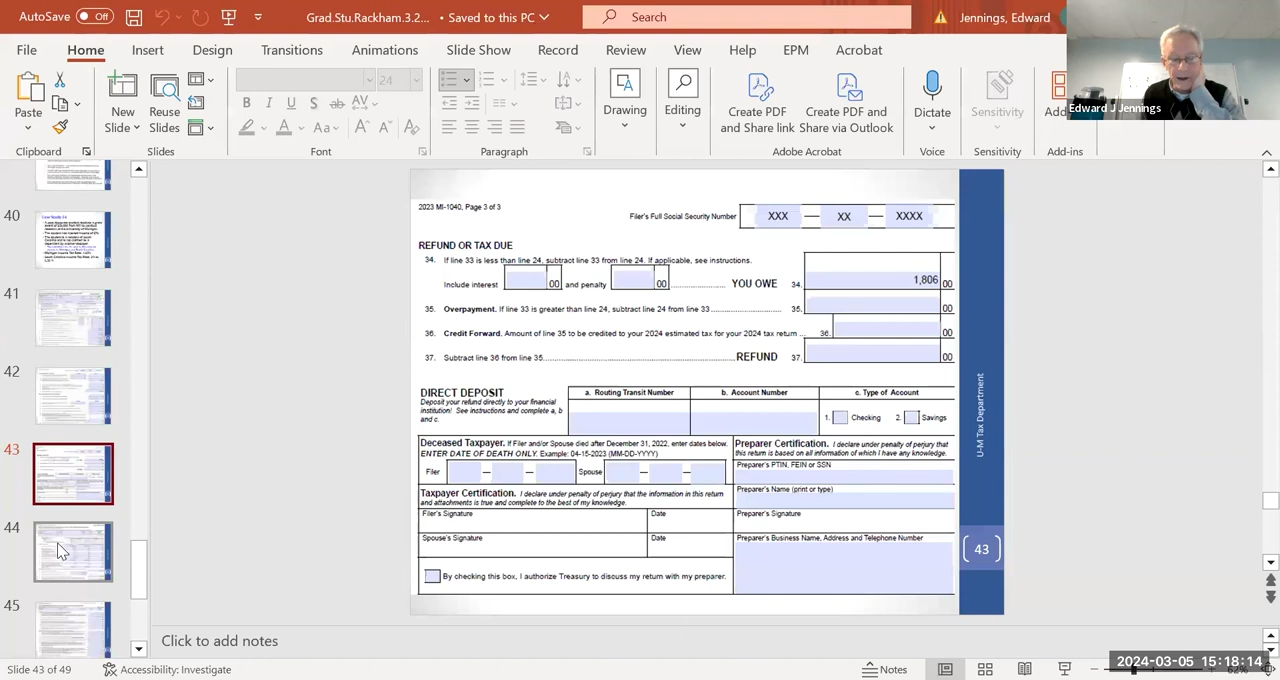 AutoSave Off Grad.Stu.Rackham.3.2... • Saved to this PC Search Jennings, Edward
File Home Insert Design Transitions Animations Slide Show Record Review View Help EPM Acrobat
24
Paste New Slide Reuse Slides B I U S ab AV Aa A A A Drawing Editing Create PDF and Share link Create PDF and Share via Outlook Dictate Sensitivity
Edward J Jennings
Clipboard Slides Font Paragraph Adobe Acrobat Voice Sensitivity Add-ins
40
41
42
43
44
45
2023 MI-1040, Page 3 of 3
Filer's Full Social Security Number XXX — XX — XXXX
REFUND OR TAX DUE
34. If line 33 is less than line 24, subtract line 33 from line 24. If applicable, see instructions.
Include interest 00 and penalty 00 YOU OWE 34. 1,806 00
35. Overpayment. If line 33 is greater than line 24, subtract line 24 from line 33 35. 00
36. Credit Forward. Amount of line 35 to be credited to your 2024 estimated tax for your 2024 tax return ... 36. 00
37. Subtract line 36 from line 35 REFUND 37. 00
DIRECT DEPOSIT
Deposit your refund directly to your financial
institution! See instructions and complete a, b
and c.
a. Routing Transit Number b. Account Number c. Type of Account
1. Checking 2. Savings
Deceased Taxpayer. If Filer and/or Spouse died after December 31, 2022, enter dates below.
ENTER DATE OF DEATH ONLY. Example: 04-15-2023 (MM-DD-YYYY)
Filer — — Spouse — —
Taxpayer Certification. I declare under penalty of perjury that the information in this return
and attachments is true and complete to the best of my knowledge.
Filer's Signature Date
Spouse's Signature Date
By checking this box, I authorize Treasury to discuss my return with my preparer.
Preparer Certification. I declare under penalty of perjury that
this return is based on all information of which I have any knowledge.
Preparer's PTIN, FEIN or SSN
Preparer's Name (print or type)
Preparer's Signature
Preparer's Business Name, Address and Telephone Number
U-M Tax Department
43
Click to add notes
Slide 43 of 49 Accessibility: Investigate Notes
2024-03-05 15:18:14